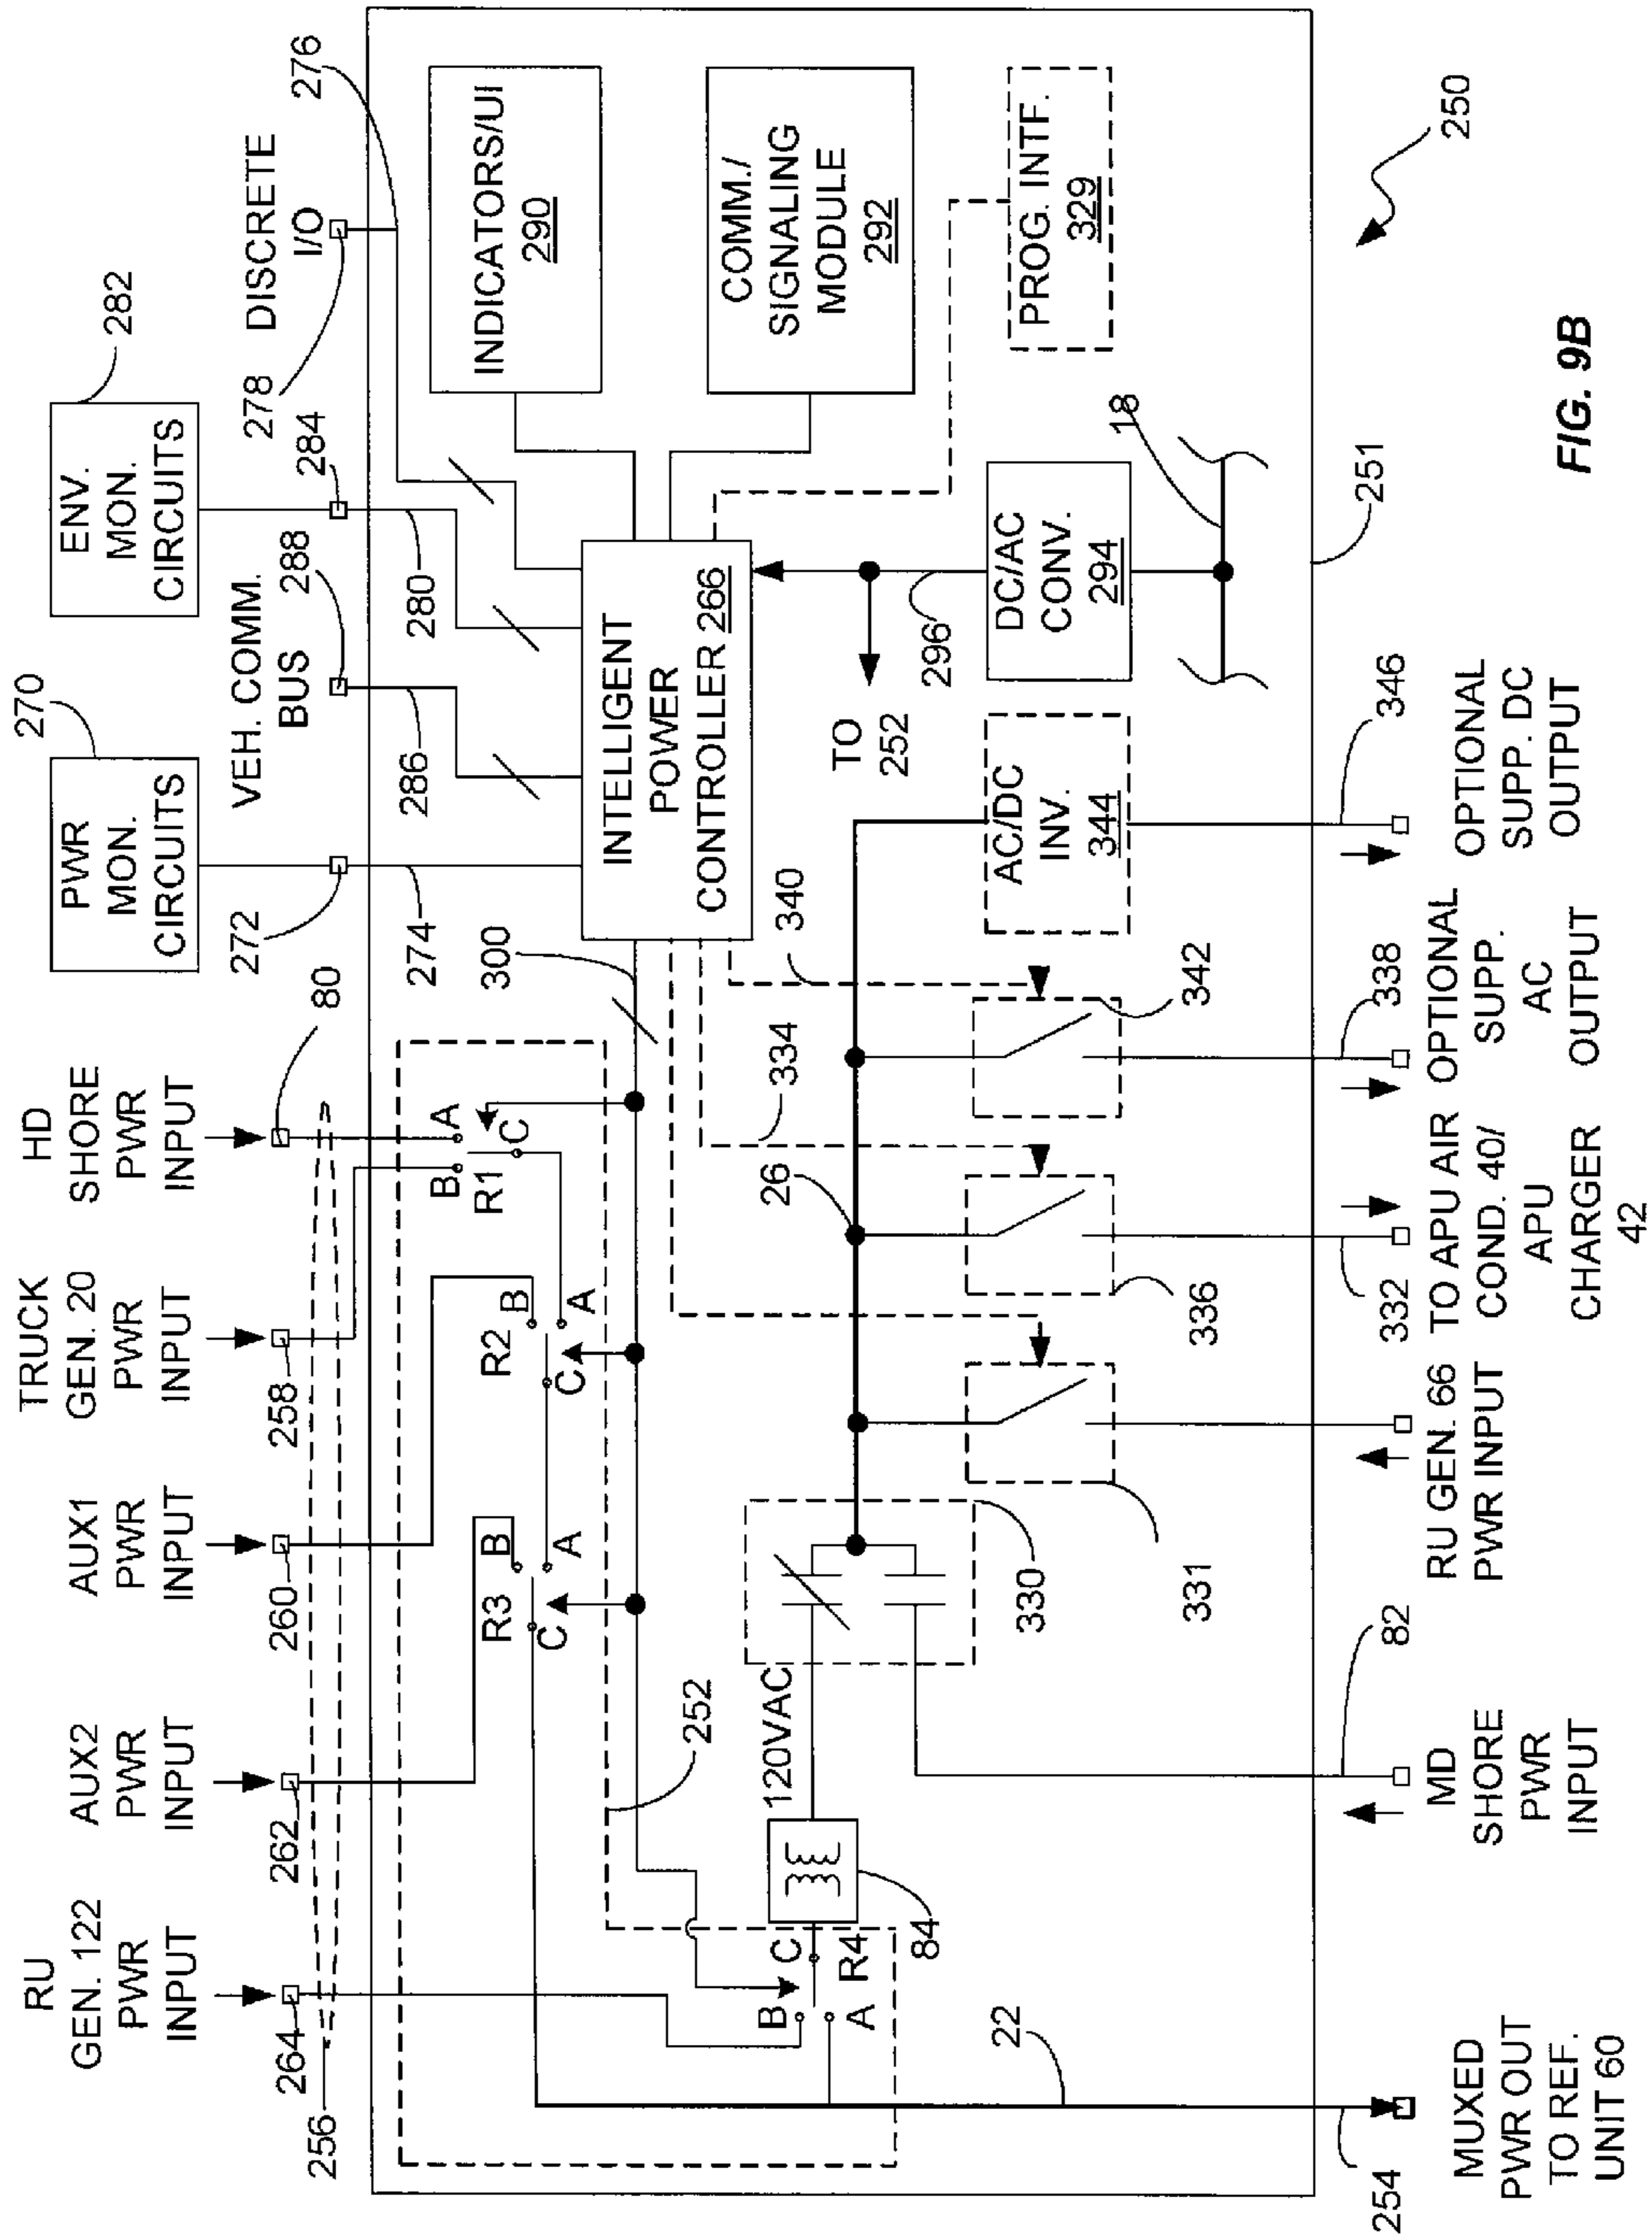 RU
GEN. 122
PWR
INPUT
AUX2
PWR
INPUT
AUX1
PWR
INPUT
TRUCK
GEN. 20
PWR
INPUT
HD
SHORE
PWR
INPUT
PWR
MON.
CIRCUITS
270
VEH. COMM.
BUS
ENV.
MON.
CIRCUITS
282
DISCRETE
I/O
256
264
262
260
258
80
272
288
284
278
276
274
286
280
300
B
A
C
R1
B
A
C
R2
B
A
C
R3
B
A
C
R4
252
INTELLIGENT
POWER
CONTROLLER 266
INDICATORS/UI
290
COMM./
SIGNALING
MODULE
292
PROG. INTF.
329
120VAC
84
330
331
26
334
336
340
342
AC/DC
INV.
344
TO
252
296
DC/AC
CONV.
294
18
22
254
82
332
338
346
251
250
MUXED
PWR OUT
TO REF.
UNIT 60
MD
SHORE
PWR
INPUT
RU GEN. 66
PWR INPUT
TO APU AIR
COND. 40/
APU
CHARGER
42
OPTIONAL
SUPP.
AC
OUTPUT
OPTIONAL
SUPP. DC
OUTPUT
FIG. 9B